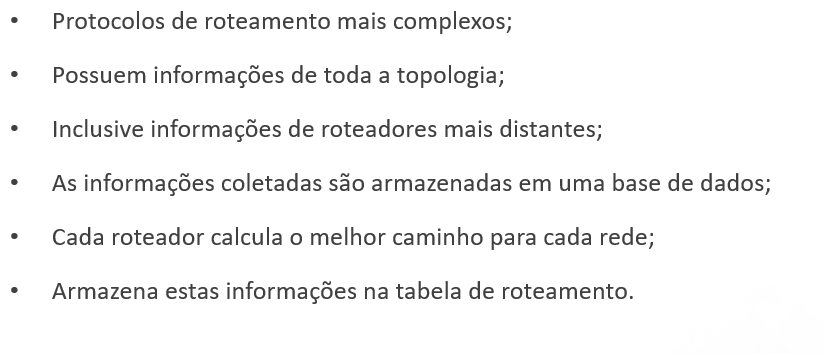 • Protocolos de roteamento mais complexos;
• Possuem informações de toda a topologia;
• Inclusive informações de roteadores mais distantes;
• As informações coletadas são armazenadas em uma base de dados;
• Cada roteador calcula o melhor caminho para cada rede;
• Armazena estas informações na tabela de roteamento.